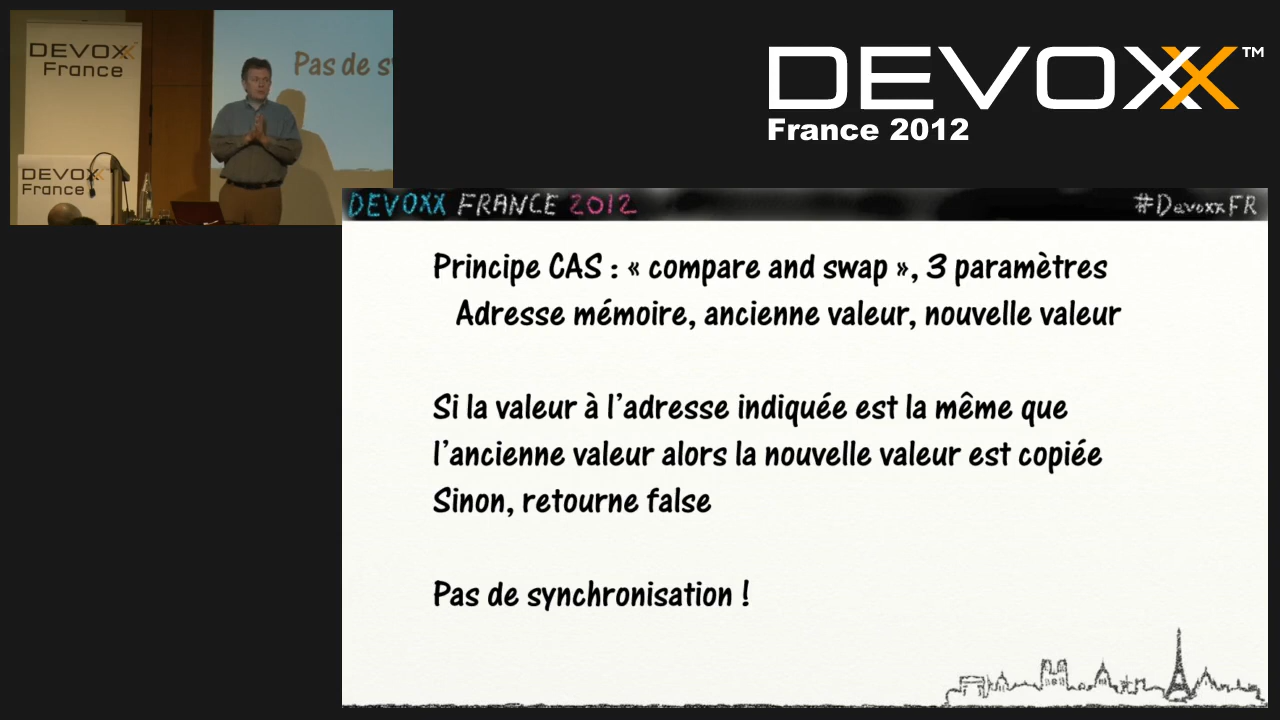 DEVOXX
France
Pas de s
DEVOXX
France
DEVOXX™
France 2012
DEVOXX FRANCE 2012
#DevoxxFR
Principe CAS : « compare and swap », 3 paramètres
Adresse mémoire, ancienne valeur, nouvelle valeur
Si la valeur à l'adresse indiquée est la même que
l'ancienne valeur alors la nouvelle valeur est copiée
Sinon, retourne false
Pas de synchronisation !